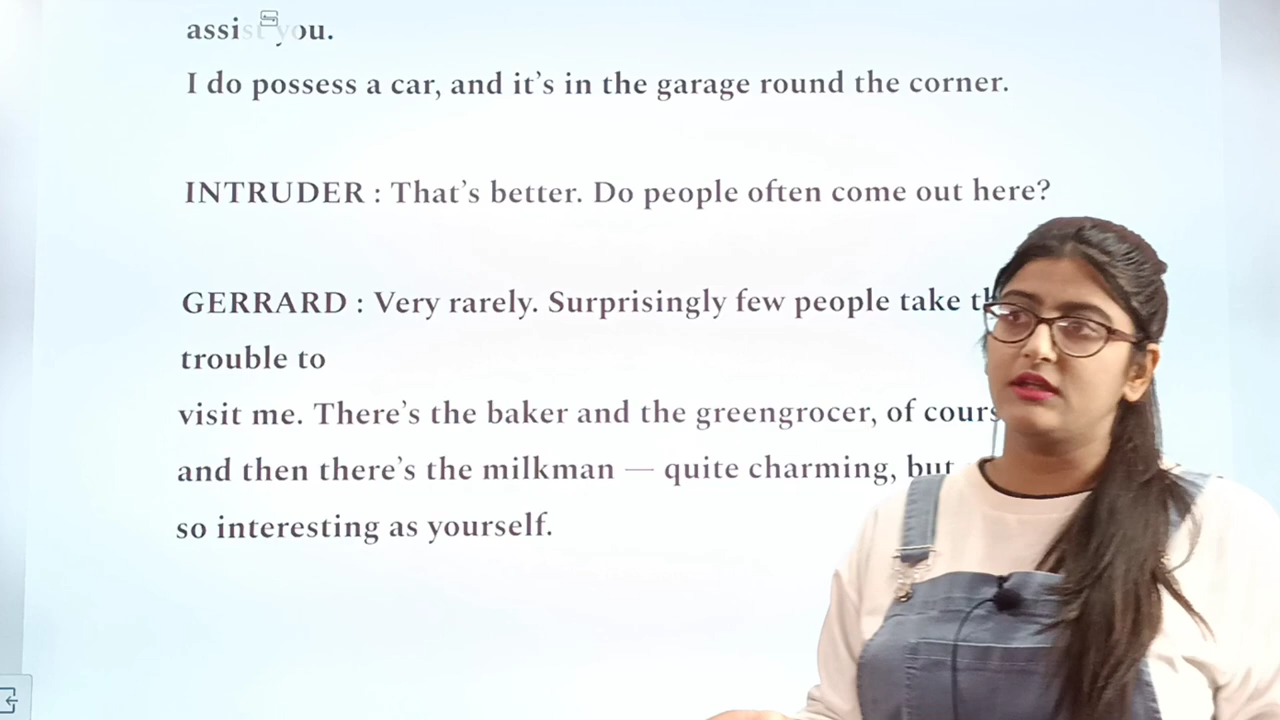 assist you.
I do possess a car, and it's in the garage round the corner.
INTRUDER : That's better. Do people often come out here?
GERRARD : Very rarely. Surprisingly few people take
trouble to
visit me. There's the baker and the greengrocer, of
and then there's the milkman — quite charming, but
so interesting as yourself.